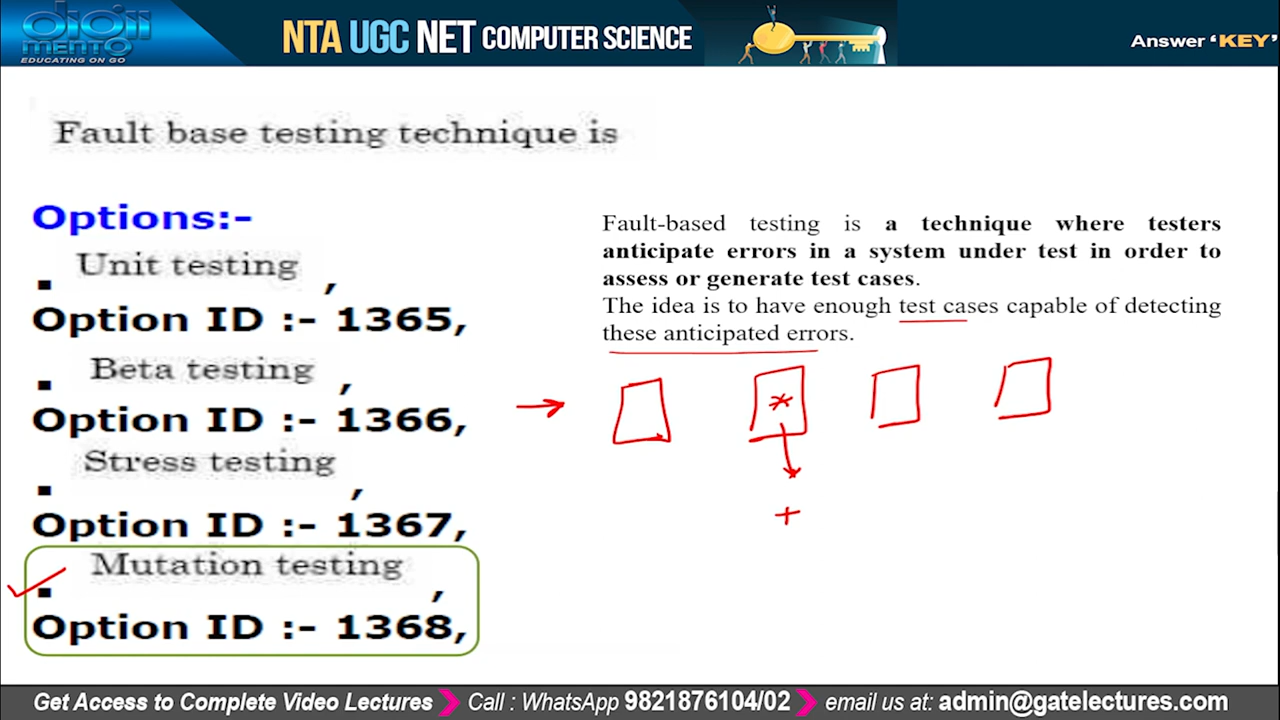 digii
MENTO
EDUCATING ON GO
NTA UGC NET COMPUTER SCIENCE
Answer ‘KEY’
Fault base testing technique is
Options:-
Unit testing ,
Option ID :- 1365,
Beta testing ,
Option ID :- 1366,
Stress testing ,
Option ID :- 1367,
Mutation testing ,
Option ID :- 1368,
Fault-based testing is a technique where testers
anticipate errors in a system under test in order to
assess or generate test cases.
The idea is to have enough test cases capable of detecting
these anticipated errors.
*
+
Get Access to Complete Video Lectures Call : WhatsApp 9821876104/02 email us at: admin@gatelectures.com